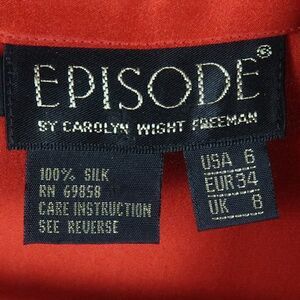 EPISODE®
BY CAROLYN WIGHT FREEMAN
100% SILK
RN 69858
CARE INSTRUCTION
SEE REVERSE
USA 6
EUR 34
UK 8